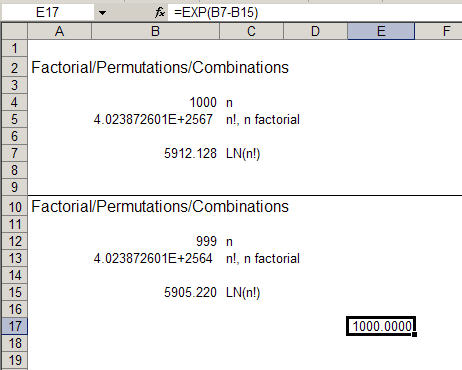 E17 fx =EXP(B7-B15)
A B C D E F
1
2 Factorial/Permutations/Combinations
3
4 1000 n
5 4.023872601E+2567 n!, n factorial
6
7 5912.128 LN(n!)
8
9
10 Factorial/Permutations/Combinations
11
12 999 n
13 4.023872601E+2564 n!, n factorial
14
15 5905.220 LN(n!)
16
17 1000.0000
18
19